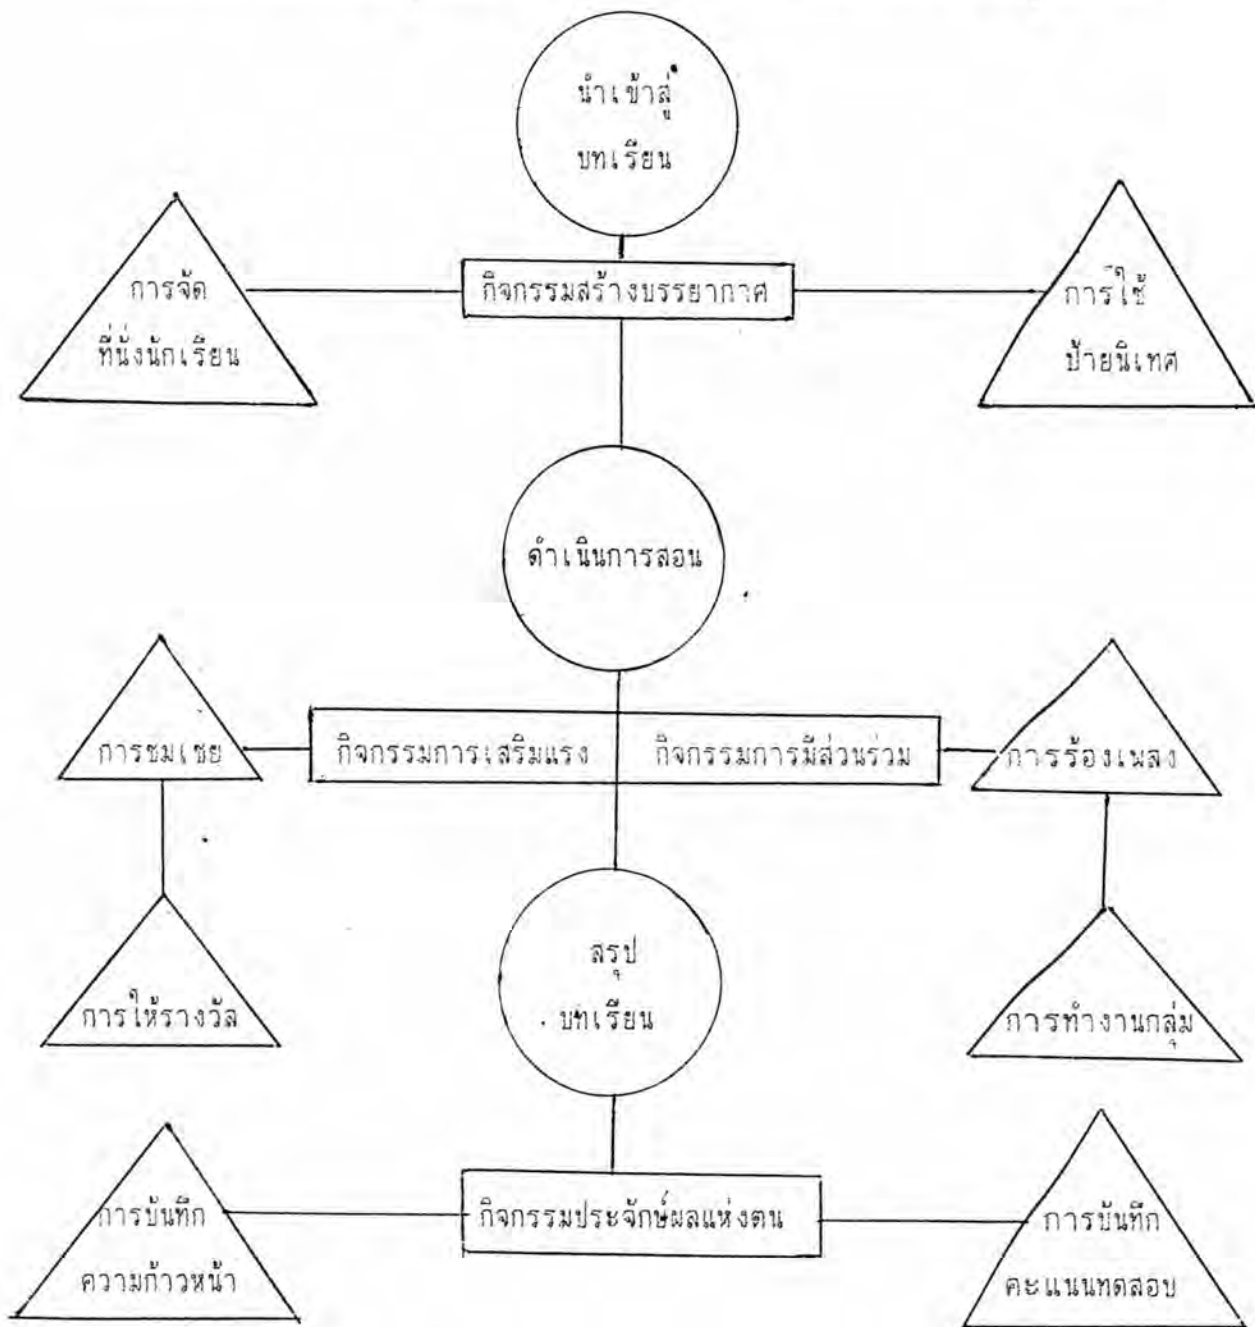 นำเข้าสู่
บทเรียน
การจัด
ที่นั่งนักเรียน
กิจกรรมสร้างบรรยากาศ
การใช้
ป้ายนิเทศ
ดำเนินการสอน
การชมเชย
กิจกรรมการเสริมแรง
กิจกรรมการมีส่วนร่วม
การร้องเพลง
สรุป
บทเรียน
การให้รางวัล
การทำงานกลุ่ม
การบันทึก
ความก้าวหน้า
กิจกรรมประจักษ์ผลแห่งตน
การบันทึก
คะแนนทดสอบ